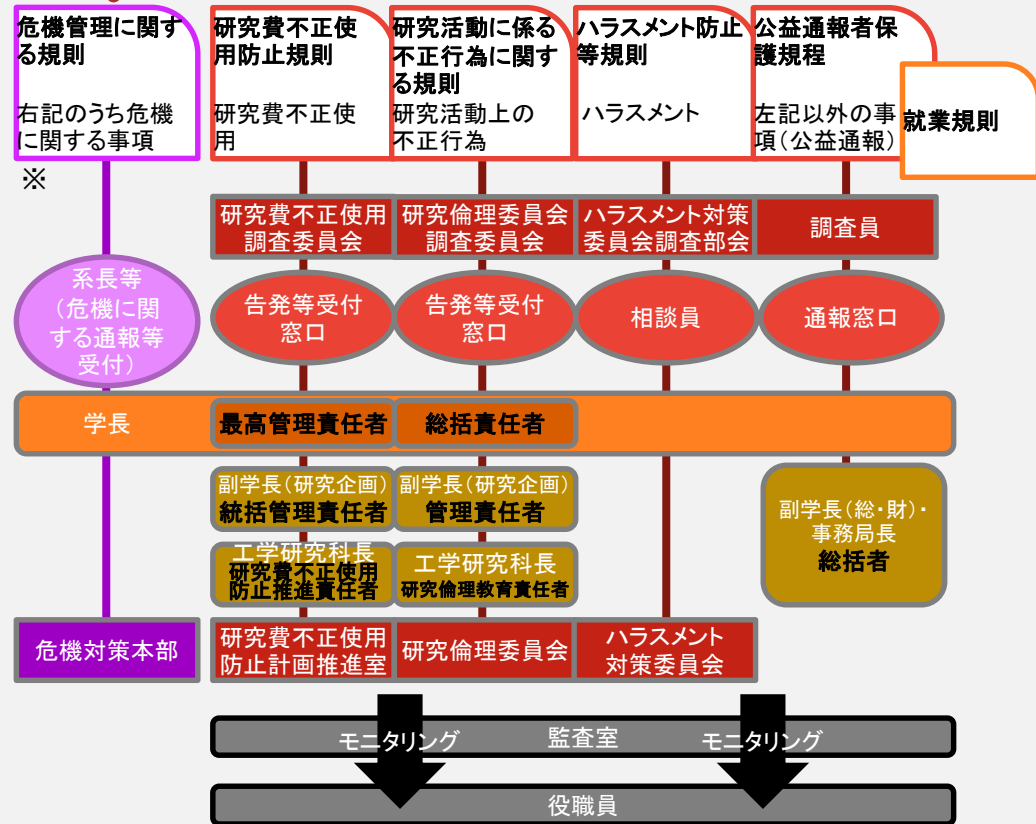 危機管理に関す
る規則
右記のうち危機
に関する事項
※
研究費不正使
用防止規則
研究費不正使
用
研究活動に係る
不正行為に関す
る規則
研究活動上の
不正行為
ハラスメント防止
等規則
ハラスメント
公益通報者保
護規程
左記以外の事
項(公益通報)
就業規則
研究費不正使用
調査委員会
研究倫理委員会
調査委員会
ハラスメント対策
委員会調査部会
調査員
系長等
(危機に関
する通報等
受付)
告発等受付
窓口
告発等受付
窓口
相談員
通報窓口
学長
最高管理責任者
総括責任者
副学長(研究企画)
統括管理責任者
副学長(研究企画)
管理責任者
副学長(総・財)・
事務局長
総括者
工学研究科長
研究費不正使用
防止推進責任者
工学研究科長
研究倫理教育責任者
危機対策本部
研究費不正使用
防止計画推進室
研究倫理委員会
ハラスメント
対策委員会
モニタリング
監査室
モニタリング
役職員